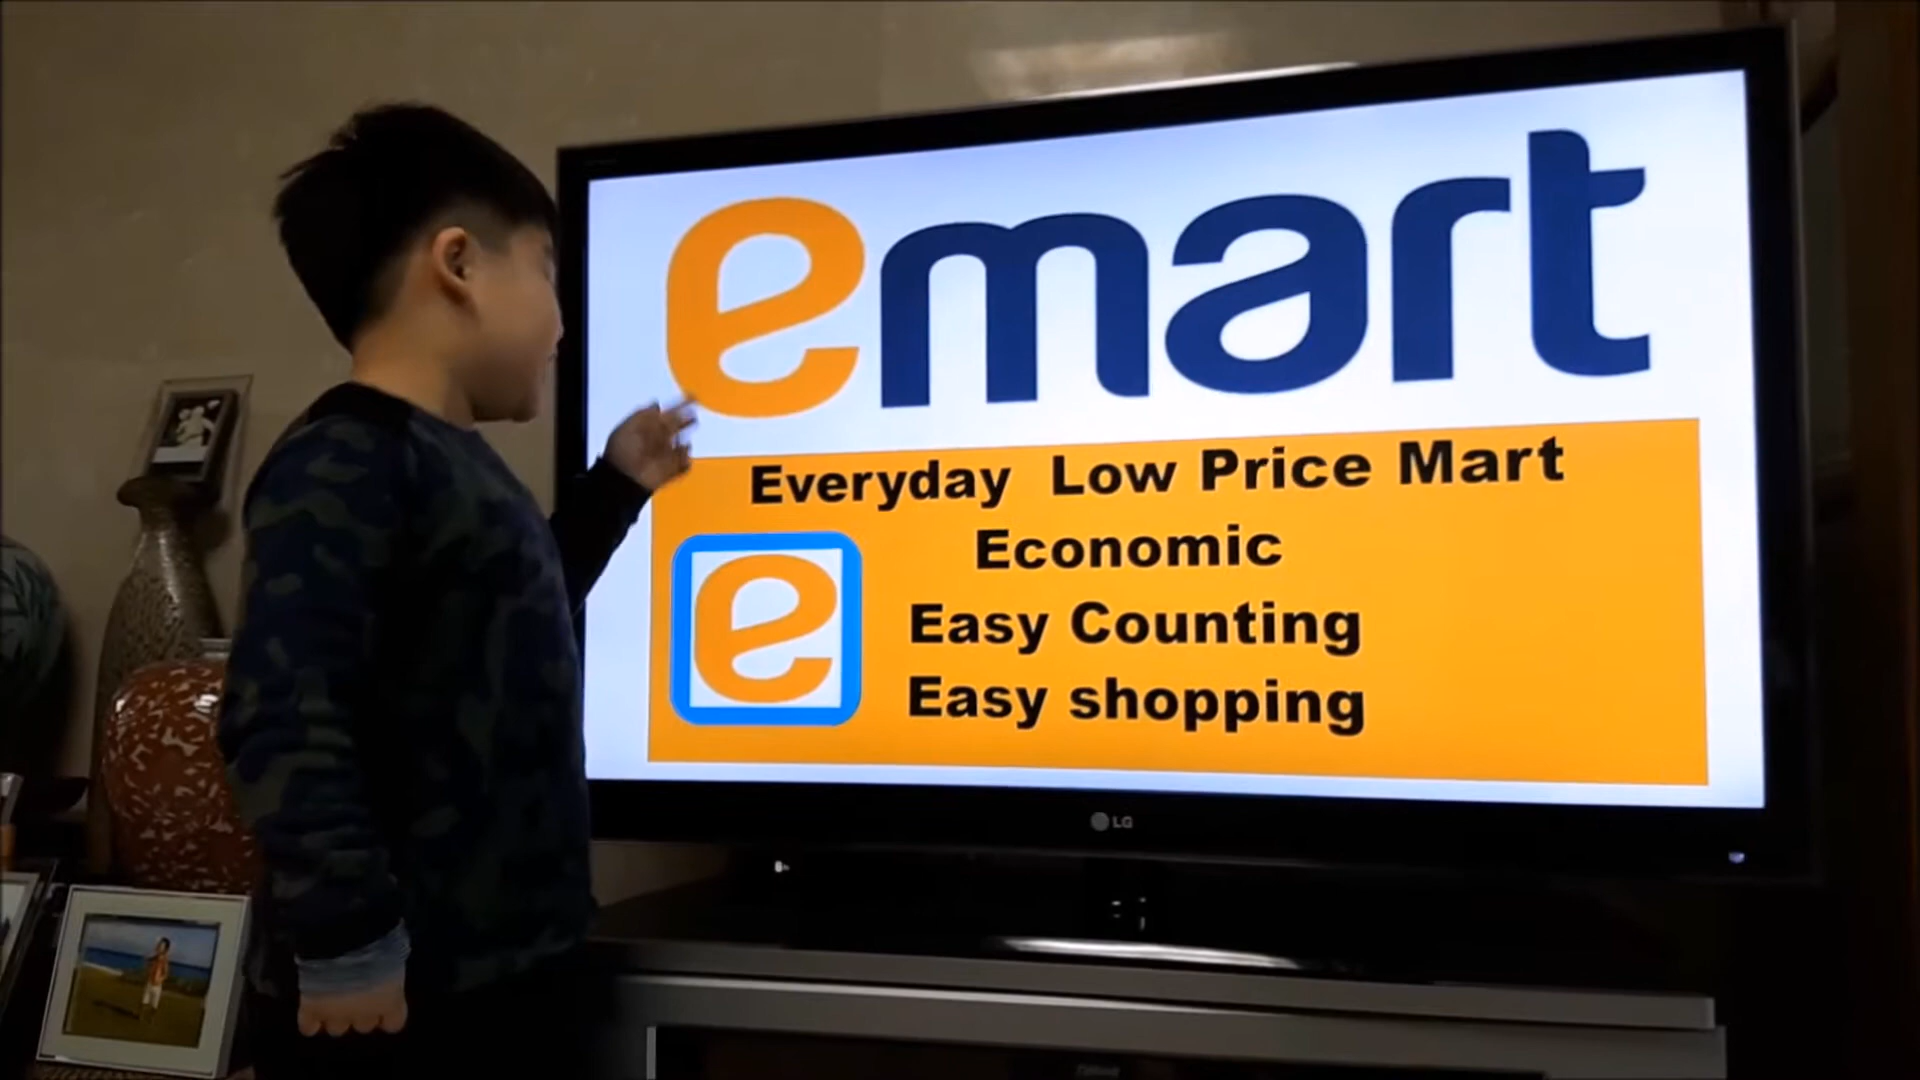 emart
Everyday Low Price Mart
Economic
e
Easy Counting
Easy shopping
LG